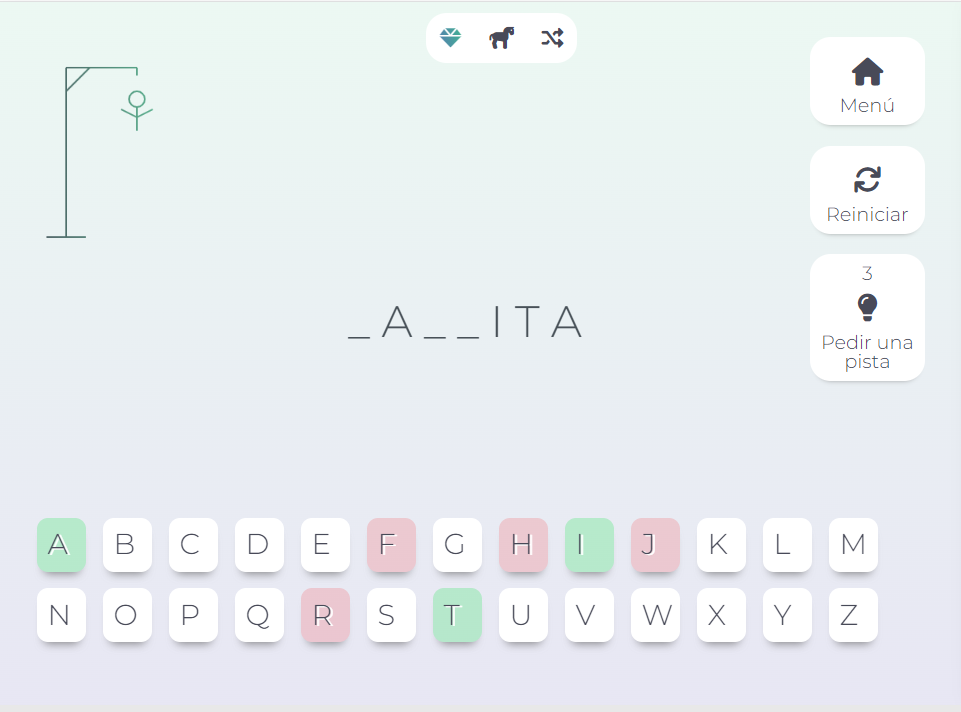 Menú
Reiniciar
3
Pedir una
pista
_ A _ _ I T A
A B C D E F G H I J K L M
N O P Q R S T U V W X Y Z